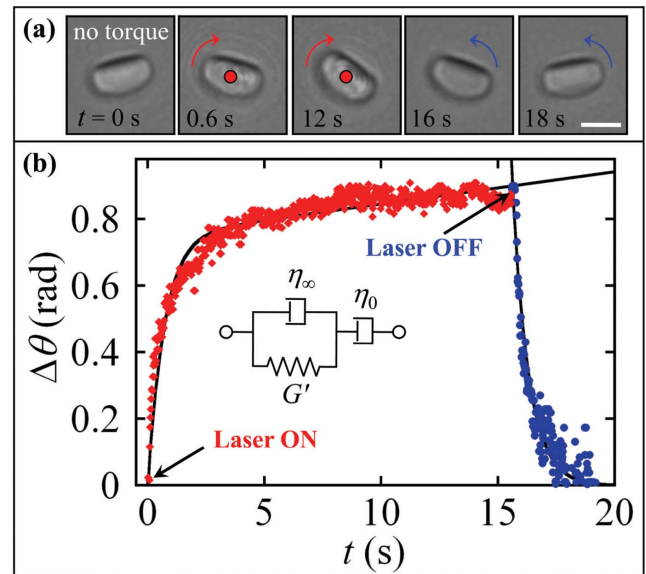 (a)
no torque
t = 0 s
0.6 s
12 s
16 s
18 s
(b)
Δθ (rad)
0.8
0.6
0.4
0.2
0
Laser OFF
η∞
η0
G′
Laser ON
0
5
10
15
20
t (s)